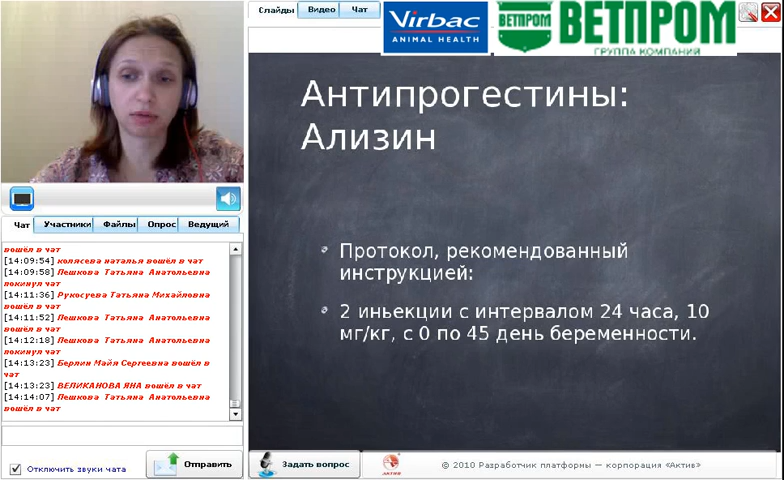 Слайды Видео Чат
Virbac
ANIMAL HEALTH
ВЕТПРОМ
ВЕТПРОМ
ГРУППА КОМПАНИЙ
Антипрогестины:
Ализин
Протокол, рекомендованный
инструкцией:
2 иньекции с интервалом 24 часа, 10
мг/кг, с 0 по 45 день беременности.
Чат Участники Файлы Опрос Ведущий
вошёл в чат
[14:09:54] колясева наталья вошёл в чат
[14:09:58] Пешкова Татьяна Анатольевна
покинул чат
[14:11:36] Рукосуева Татьяна Михайловна
вошёл в чат
[14:11:52] Пешкова Татьяна Анатольевна
вошёл в чат
[14:12:18] Пешкова Татьяна Анатольевна
покинул чат
[14:13:23] Берлин Майя Сергеевна вошёл в
чат
[14:13:23] ВЕЛИКАНОВА ЯНА вошёл в чат
[14:14:07] Пешкова Татьяна Анатольевна
вошёл в чат
Отключить звуки чата
Отправить
Задать вопрос
АКТИВ
© 2010 Разработчик платформы — корпорация «Актив»